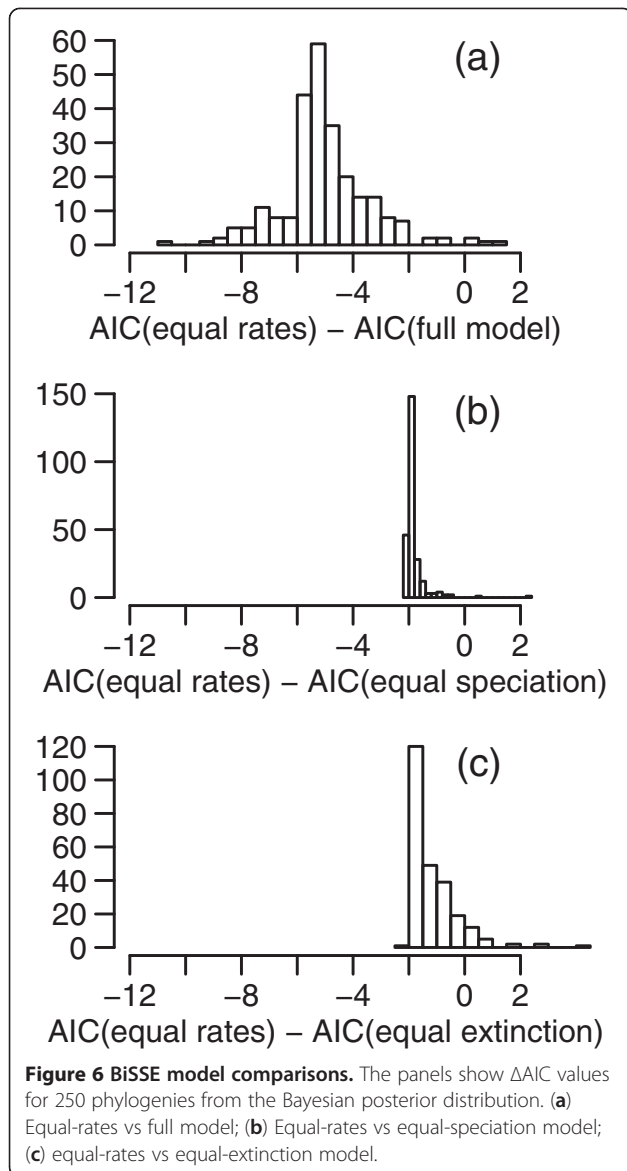 60
50
40
30
20
10
0
(a)
−12 −8 −4 0 2
AIC(equal rates) − AIC(full model)
150
100
50
0
(b)
−12 −8 −4 0 2
AIC(equal rates) − AIC(equal speciation)
120
100
80
60
40
20
0
(c)
−12 −8 −4 0 2
AIC(equal rates) − AIC(equal extinction)
Figure 6 BiSSE model comparisons. The panels show ΔAIC values
for 250 phylogenies from the Bayesian posterior distribution. (a)
Equal-rates vs full model; (b) Equal-rates vs equal-speciation model;
(c) equal-rates vs equal-extinction model.